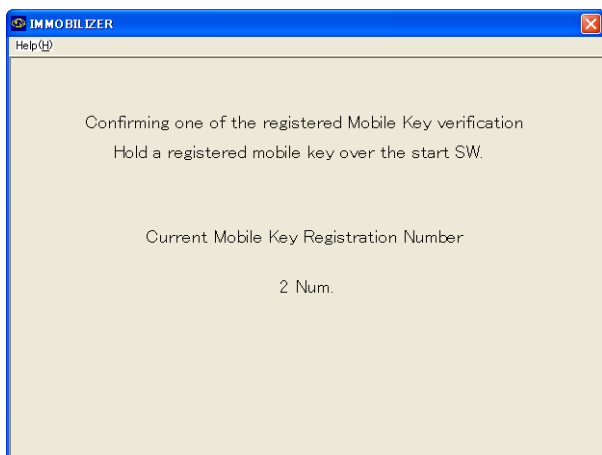 IMMOBILIZER
Help(H)
Confirming one of the registered Mobile Key verification
Hold a registered mobile key over the start SW.
Current Mobile Key Registration Number
2 Num.